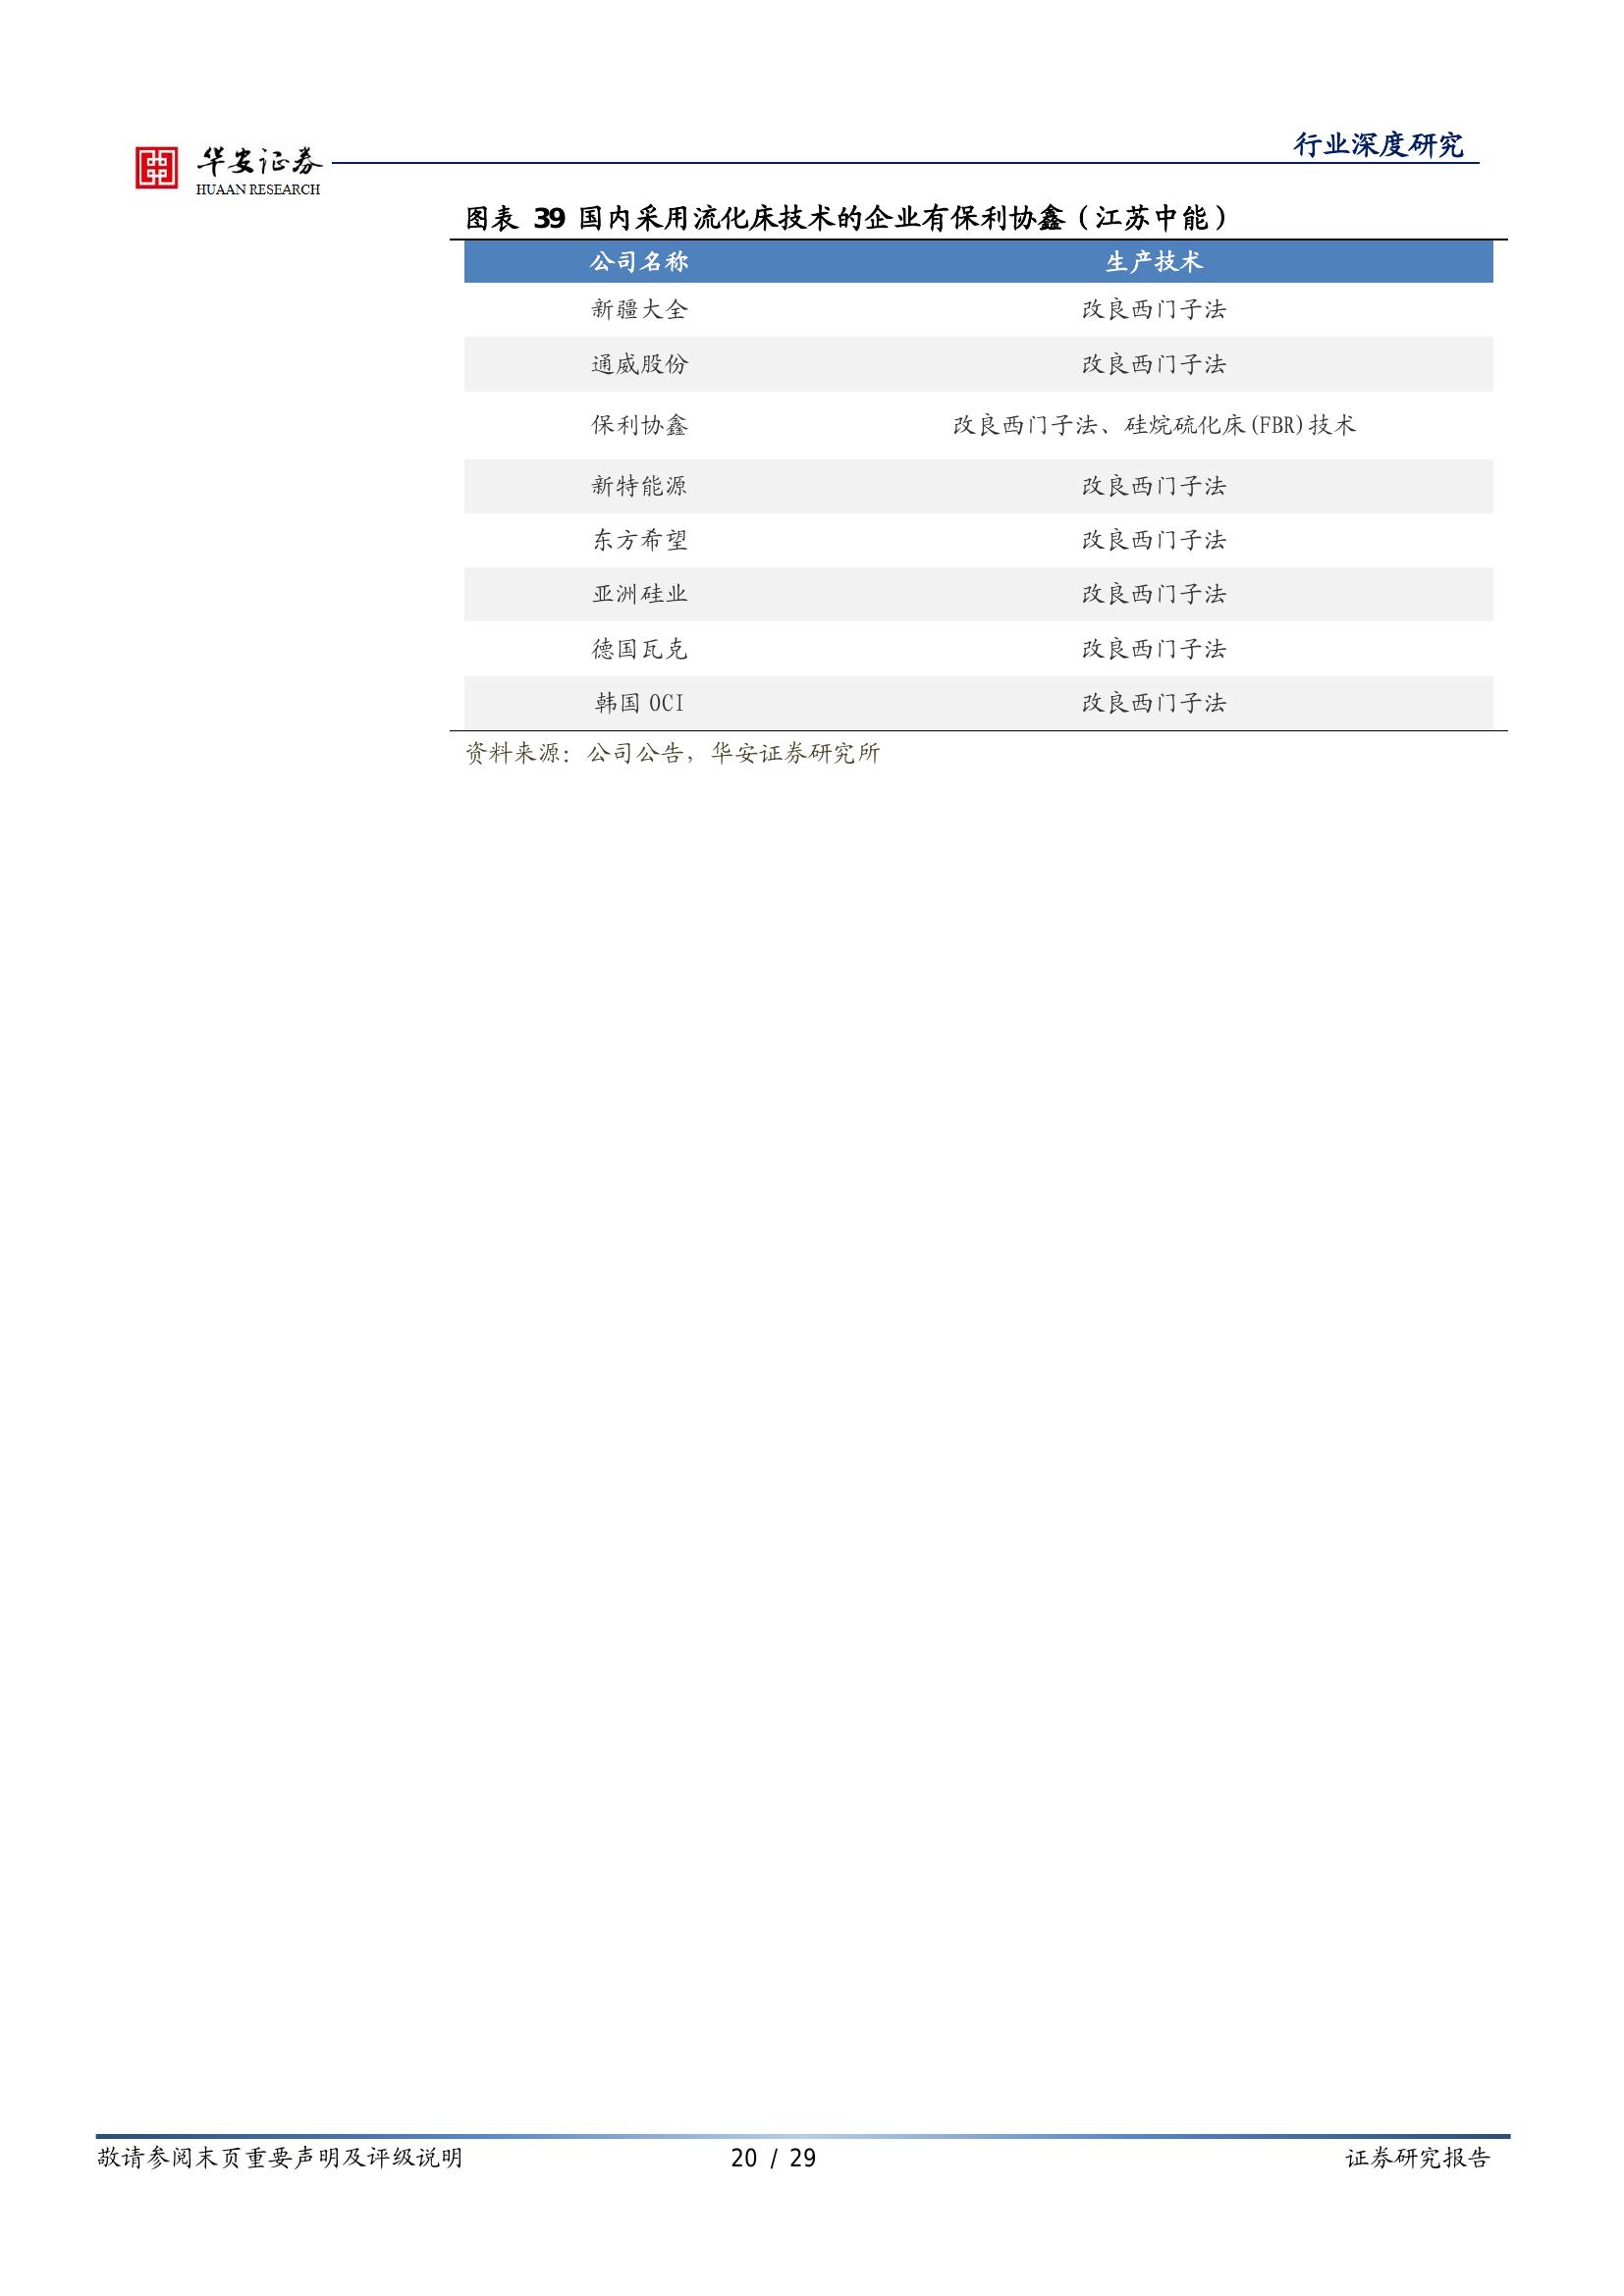 华安证券
HUAAN RESEARCH
行业深度研究
图表 39 国内采用流化床技术的企业有保利协鑫（江苏中能）
公司名称 生产技术
新疆大全 改良西门子法
通威股份 改良西门子法
保利协鑫 改良西门子法、硅烷硫化床(FBR)技术
新特能源 改良西门子法
东方希望 改良西门子法
亚洲硅业 改良西门子法
德国瓦克 改良西门子法
韩国 OCI 改良西门子法
资料来源：公司公告，华安证券研究所
敬请参阅末页重要声明及评级说明 20 / 29 证券研究报告